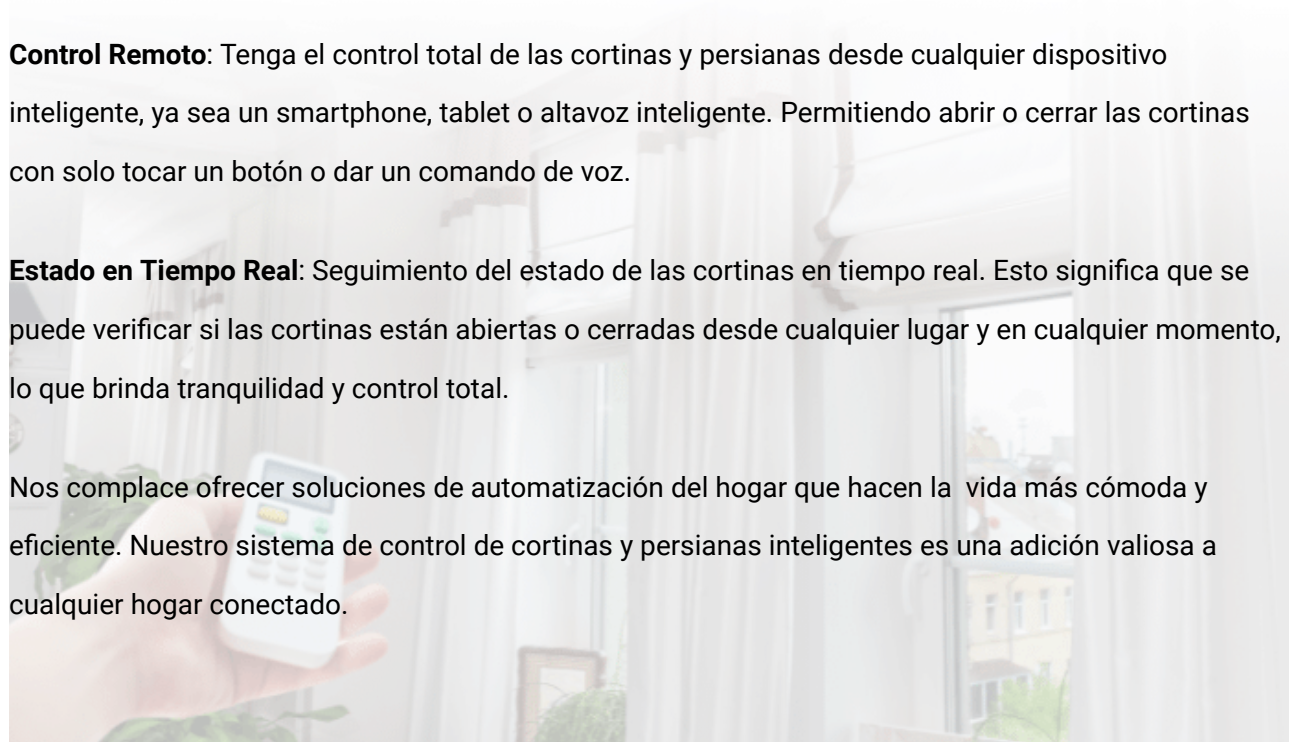 Control Remoto: Tenga el control total de las cortinas y persianas desde cualquier dispositivo
inteligente, ya sea un smartphone, tablet o altavoz inteligente. Permitiendo abrir o cerrar las cortinas
con solo tocar un botón o dar un comando de voz.
Estado en Tiempo Real: Seguimiento del estado de las cortinas en tiempo real. Esto significa que se
puede verificar si las cortinas están abiertas o cerradas desde cualquier lugar y en cualquier momento,
lo que brinda tranquilidad y control total.
Nos complace ofrecer soluciones de automatización del hogar que hacen la  vida más cómoda y
eficiente. Nuestro sistema de control de cortinas y persianas inteligentes es una adición valiosa a
cualquier hogar conectado.